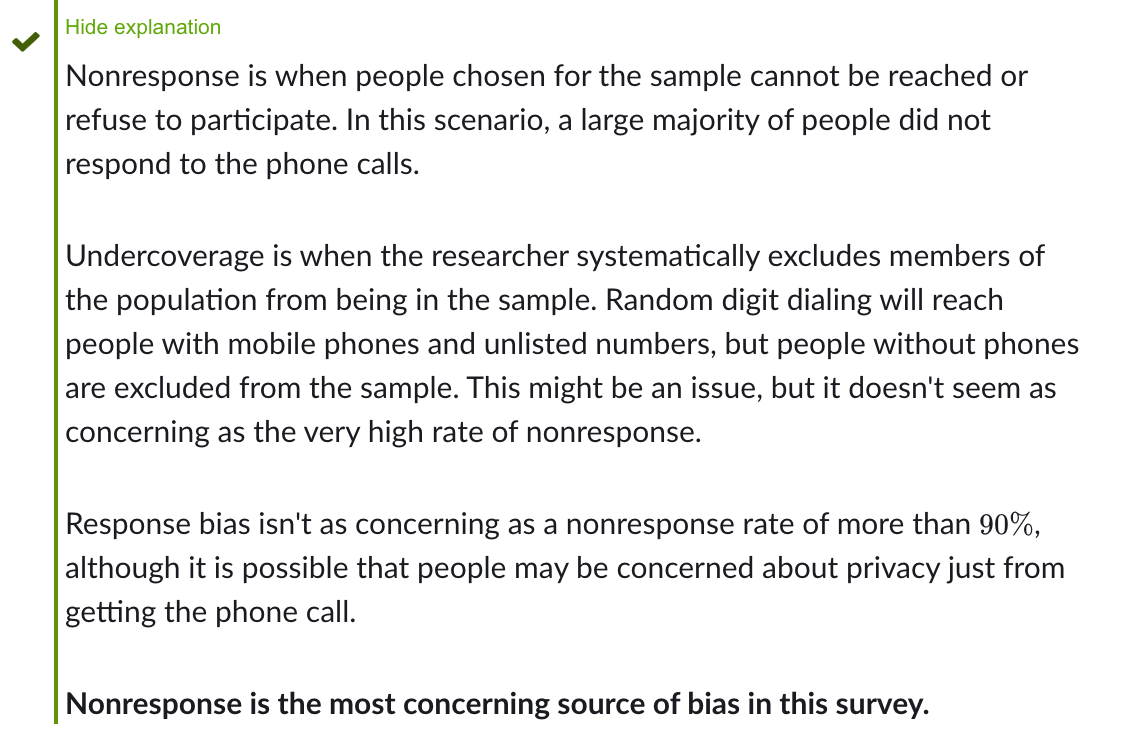 Hide explanation
Nonresponse is when people chosen for the sample cannot be reached or
refuse to participate. In this scenario, a large majority of people did not
respond to the phone calls.
Undercoverage is when the researcher systematically excludes members of
the population from being in the sample. Random digit dialing will reach
people with mobile phones and unlisted numbers, but people without phones
are excluded from the sample. This might be an issue, but it doesn't seem as
concerning as the very high rate of nonresponse.
Response bias isn't as concerning as a nonresponse rate of more than 90%,
although it is possible that people may be concerned about privacy just from
getting the phone call.
Nonresponse is the most concerning source of bias in this survey.